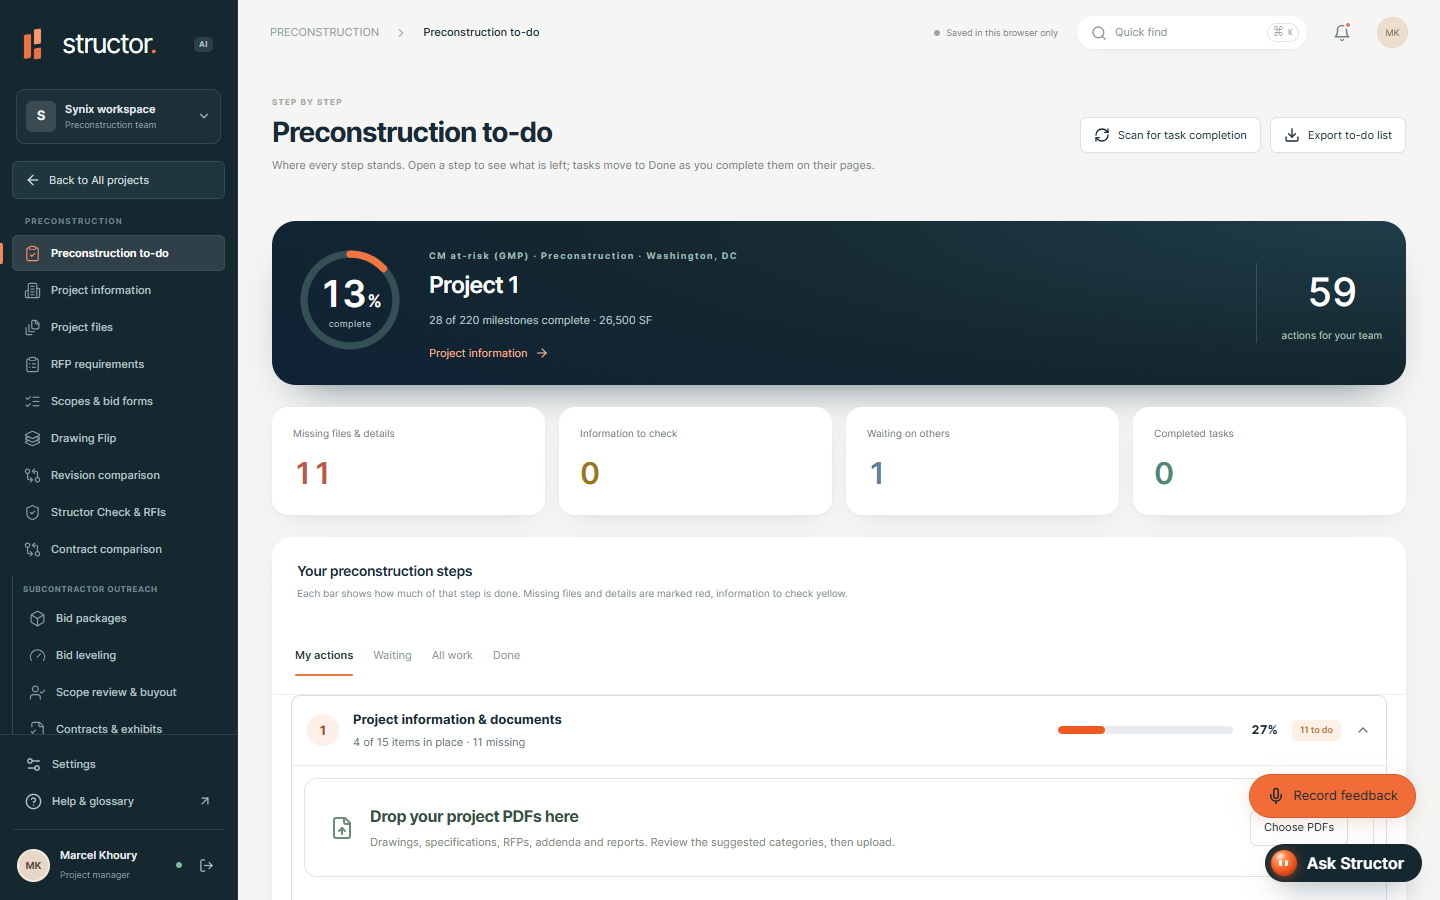 structor.
AI
S
Synix workspace
Preconstruction team
Back to All projects
PRECONSTRUCTION
Preconstruction to-do
Project information
Project files
RFP requirements
Scopes & bid forms
Drawing Flip
Revision comparison
Structor Check & RFIs
Contract comparison
SUBCONTRACTOR OUTREACH
Bid packages
Bid leveling
Scope review & buyout
Contracts & exhibits
Settings
Help & glossary
MK
Marcel Khoury
Project manager
PRECONSTRUCTION
Preconstruction to-do
Saved in this browser only
Quick find
⌘ K
MK
STEP BY STEP
Preconstruction to-do
Where every step stands. Open a step to see what is left; tasks move to Done as you complete them on their pages.
Scan for task completion
Export to-do list
13%
complete
CM at-risk (GMP) · Preconstruction · Washington, DC
Project 1
28 of 220 milestones complete · 26,500 SF
Project information
59
actions for your team
Missing files & details
11
Information to check
0
Waiting on others
1
Completed tasks
0
Your preconstruction steps
Each bar shows how much of that step is done. Missing files and details are marked red, information to check yellow.
My actions
Waiting
All work
Done
1
Project information & documents
4 of 15 items in place · 11 missing
27%
11 to do
Drop your project PDFs here
Drawings, specifications, RFPs, addenda and reports. Review the suggested categories, then upload.
Record feedback
Choose PDFs
Ask Structor